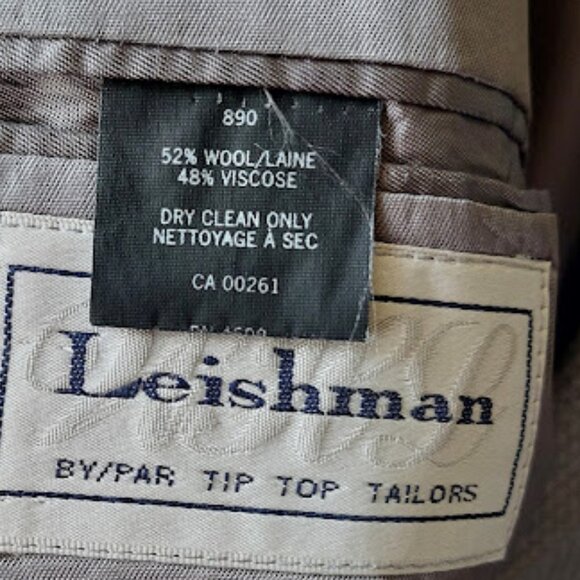 890
52% WOOL/LAINE
48% VISCOSE
DRY CLEAN ONLY
NETTOYAGE À SEC
CA 00261
Leishman
BY/PAR TIP TOP TAILORS